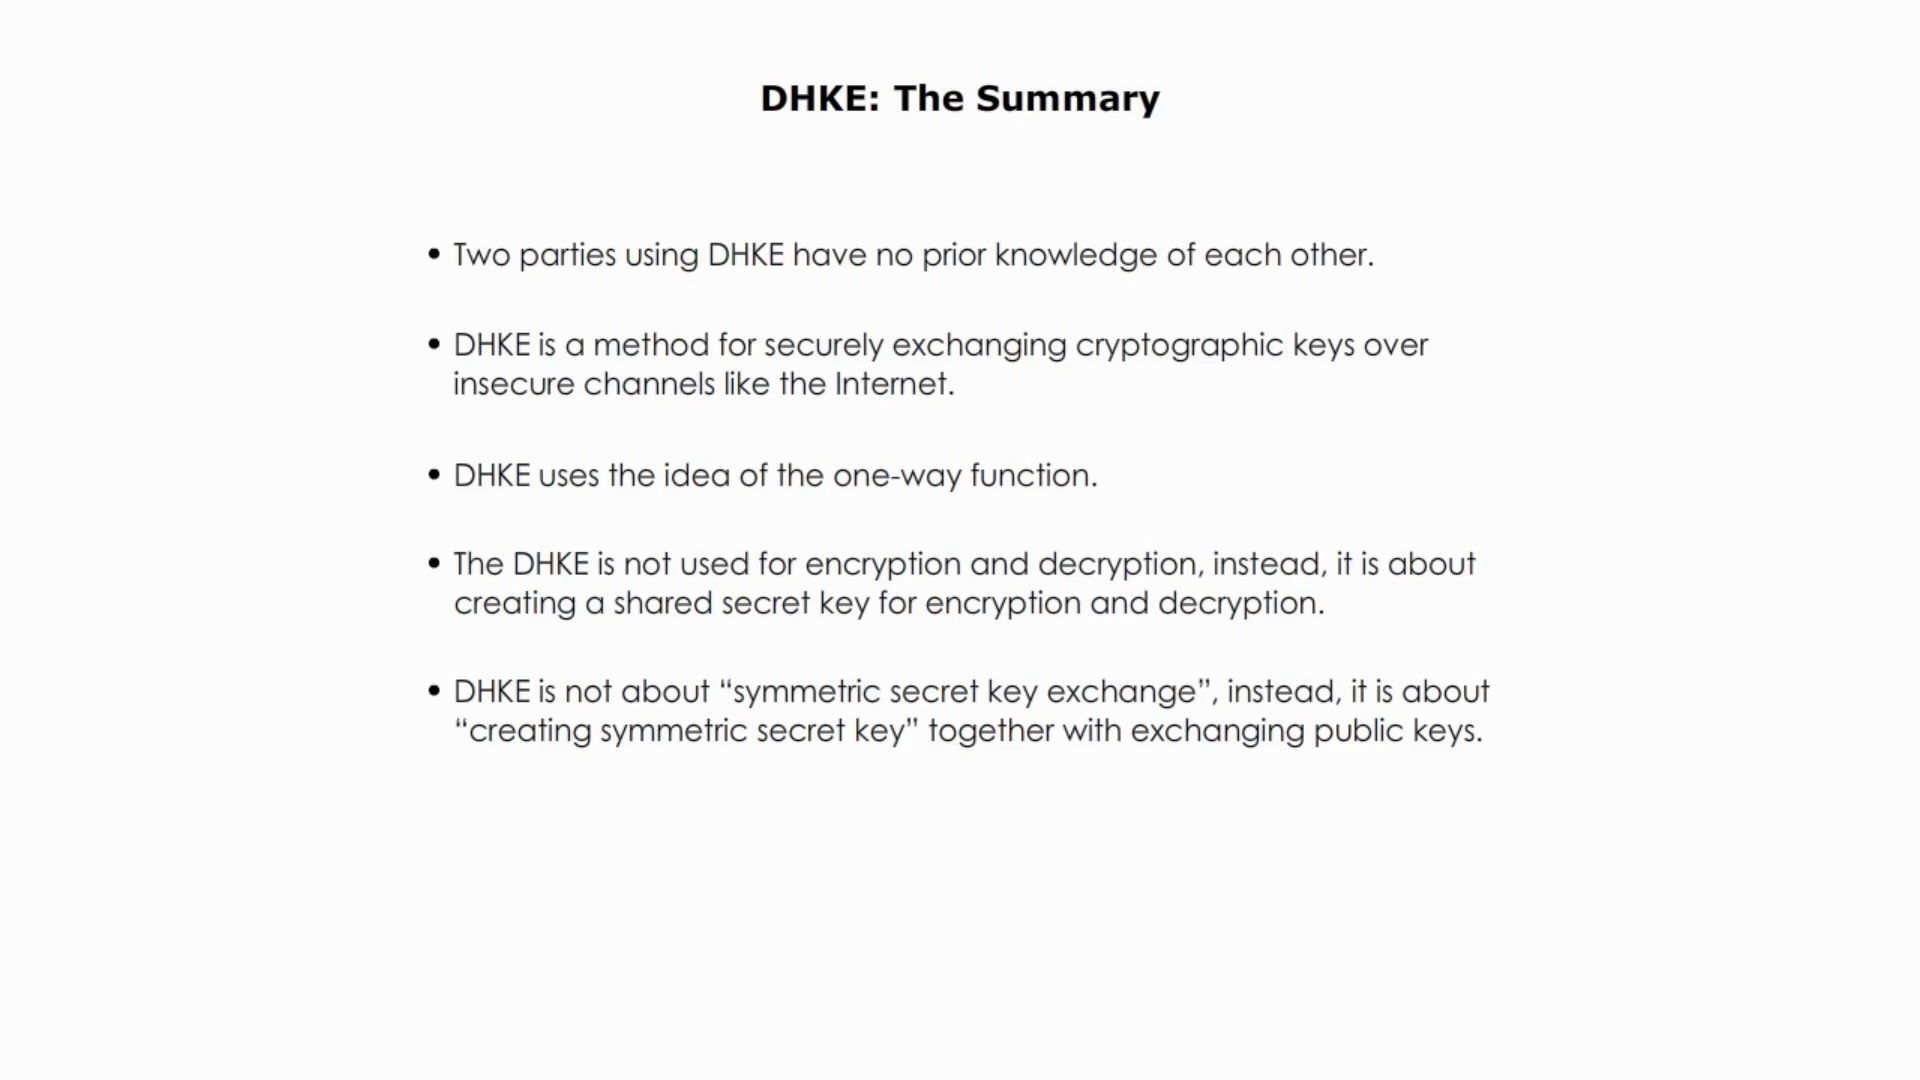 DHKE: The Summary
• Two parties using DHKE have no prior knowledge of each other.
• DHKE is a method for securely exchanging cryptographic keys over
insecure channels like the Internet.
• DHKE uses the idea of the one-way function.
• The DHKE is not used for encryption and decryption, instead, it is about
creating a shared secret key for encryption and decryption.
• DHKE is not about “symmetric secret key exchange”, instead, it is about
“creating symmetric secret key” together with exchanging public keys.